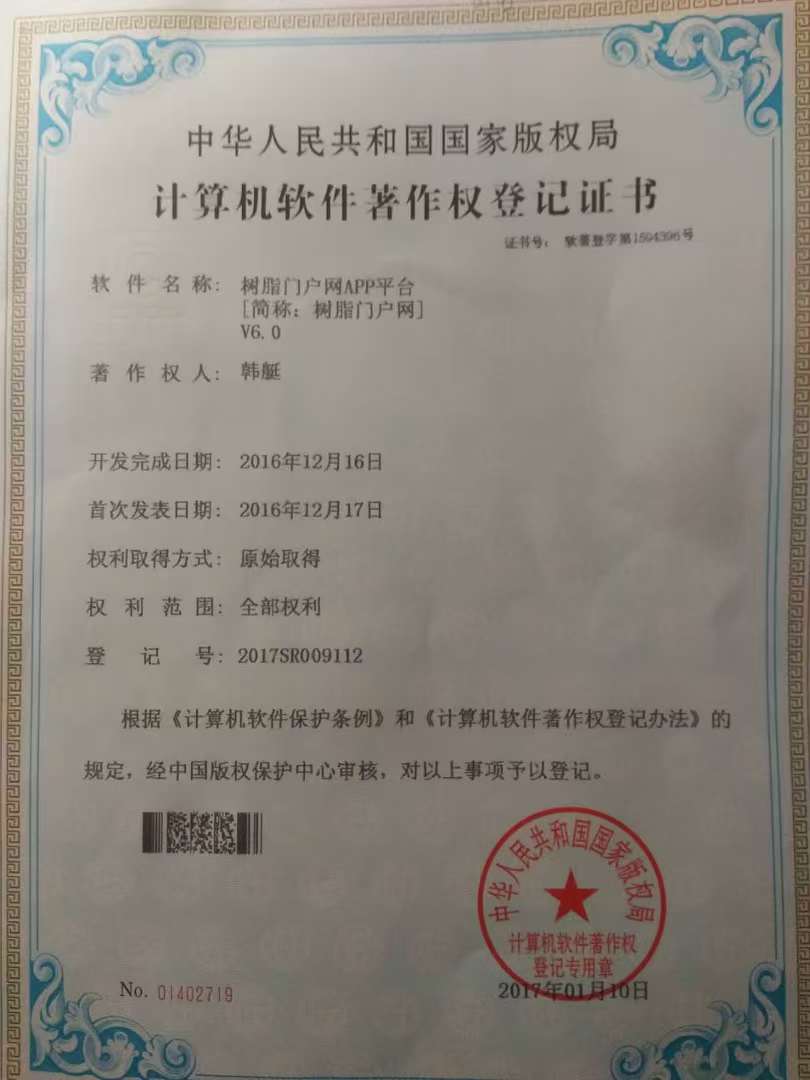 中华人民共和国国家版权局
计算机软件著作权登记证书
证书号： 软著登字第1594396号
软件名称： 树脂门户网APP平台
[简称：树脂门户网]
V6.0
著作权人： 韩艇
开发完成日期： 2016年12月16日
首次发表日期： 2016年12月17日
权利取得方式： 原始取得
权利范围： 全部权利
登记号： 2017SR009112
根据《计算机软件保护条例》和《计算机软件著作权登记办法》的
规定，经中国版权保护中心审核，对以上事项予以登记。
中华人民共和国国家版权局
计算机软件著作权
登记专用章
No. 01402719
2017年01月10日